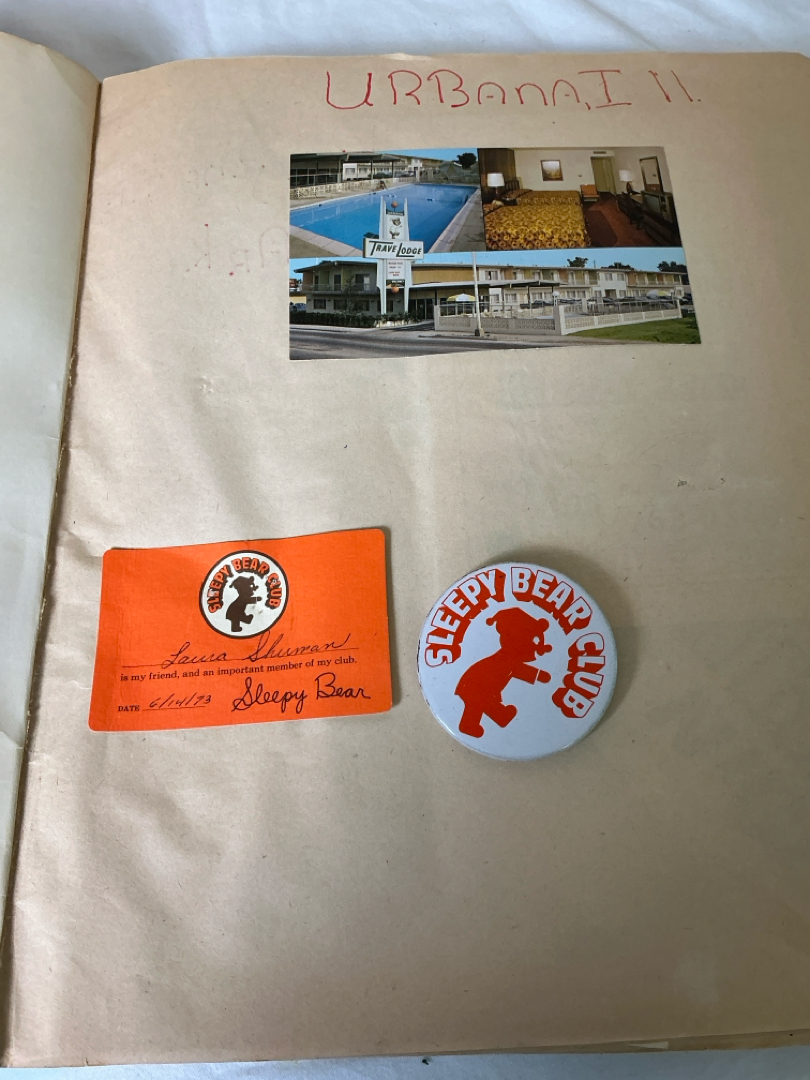 URBANA, Ill.
TRAVELODGE
SLEEPY BEAR CLUB
Laura Shuman
is my friend, and an important member of my club.
DATE 6/14/73 Sleepy Bear
SLEEPY BEAR CLUB